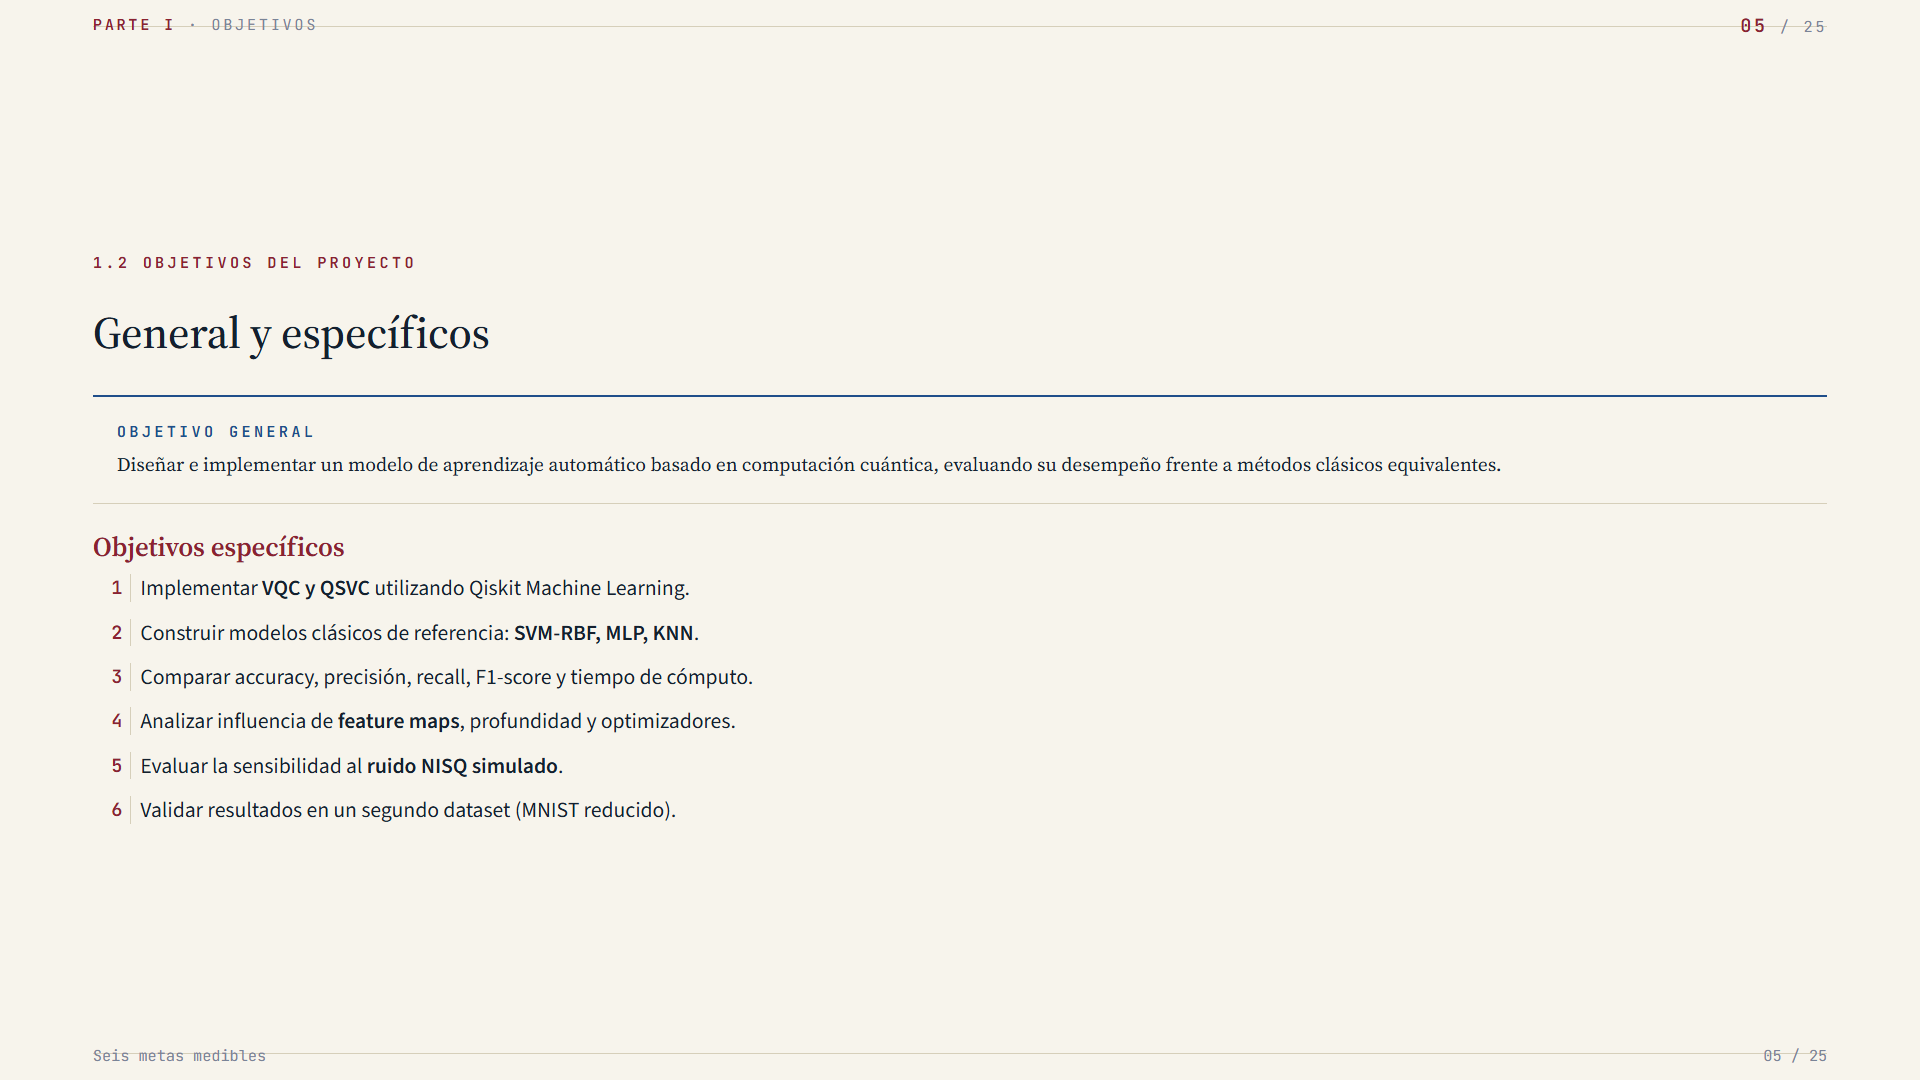 PARTE I · OBJETIVOS
05 / 25
1.2 OBJETIVOS DEL PROYECTO
General y específicos
OBJETIVO GENERAL
Diseñar e implementar un modelo de aprendizaje automático basado en computación cuántica, evaluando su desempeño frente a métodos clásicos equivalentes.
Objetivos específicos
1 Implementar VQC y QSVC utilizando Qiskit Machine Learning.
2 Construir modelos clásicos de referencia: SVM-RBF, MLP, KNN.
3 Comparar accuracy, precisión, recall, F1-score y tiempo de cómputo.
4 Analizar influencia de feature maps, profundidad y optimizadores.
5 Evaluar la sensibilidad al ruido NISQ simulado.
6 Validar resultados en un segundo dataset (MNIST reducido).
Seis metas medibles
05 / 25